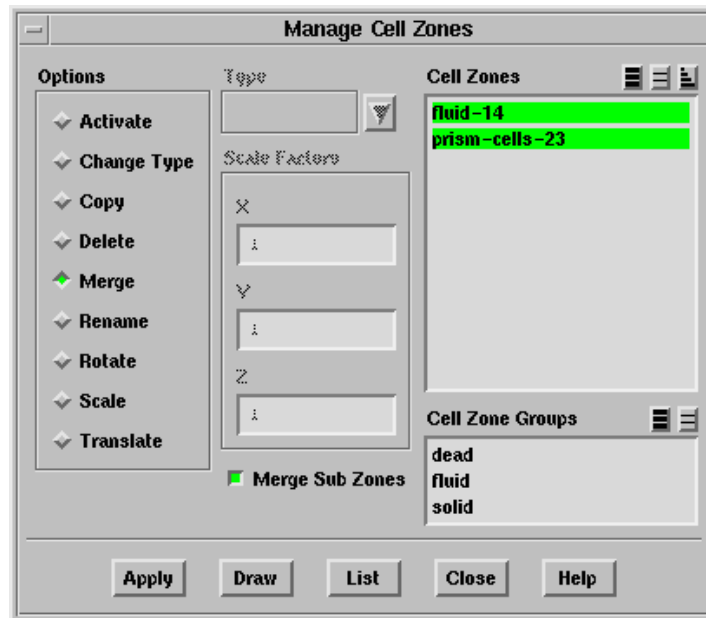 Manage Cell Zones
Options
Activate
Change Type
Copy
Delete
Merge
Rename
Rotate
Scale
Translate
Type
Scale Factors
X
1
Y
1
Z
1
Merge Sub Zones
Cell Zones
fluid-14
prism-cells-23
Cell Zone Groups
dead
fluid
solid
Apply Draw List Close Help